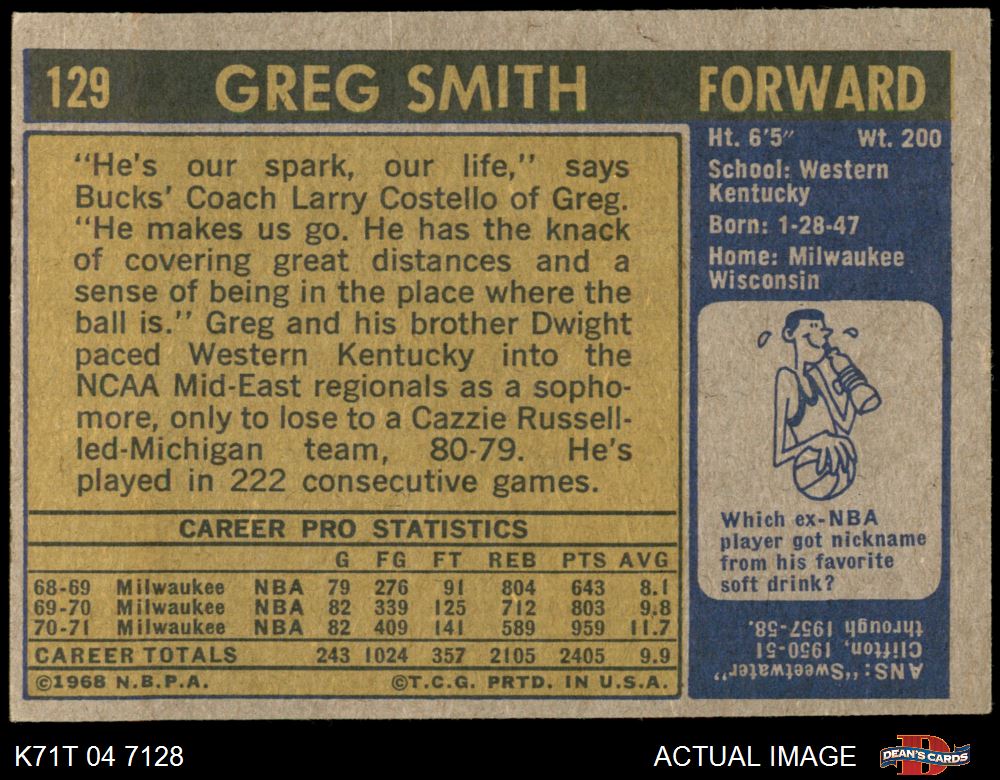 129 GREG SMITH FORWARD
“He's our spark, our life,” says
Bucks' Coach Larry Costello of Greg.
“He makes us go. He has the knack
of covering great distances and a
sense of being in the place where the
ball is.” Greg and his brother Dwight
paced Western Kentucky into the
NCAA Mid-East regionals as a sopho-
more, only to lose to a Cazzie Russell-
led-Michigan team, 80-79. He's
played in 222 consecutive games.
CAREER PRO STATISTICS
G FG FT REB PTS AVG
68-69 Milwaukee NBA 79 276 91 804 643 8.1
69-70 Milwaukee NBA 82 339 125 712 803 9.8
70-71 Milwaukee NBA 82 409 141 589 959 11.7
CAREER TOTALS 243 1024 357 2105 2405 9.9
©1968 N.B.P.A. ©T.C.G. PRTD. IN U.S.A.
Ht. 6'5” Wt. 200
School: Western
Kentucky
Born: 1-28-47
Home: Milwaukee
Wisconsin
Which ex-NBA
player got nickname
from his favorite
soft drink?
ANS: “Sweetwater”
Clifton, 1950-51
through 1957-58.
K71T 04 7128 ACTUAL IMAGE DEAN'S CARDS